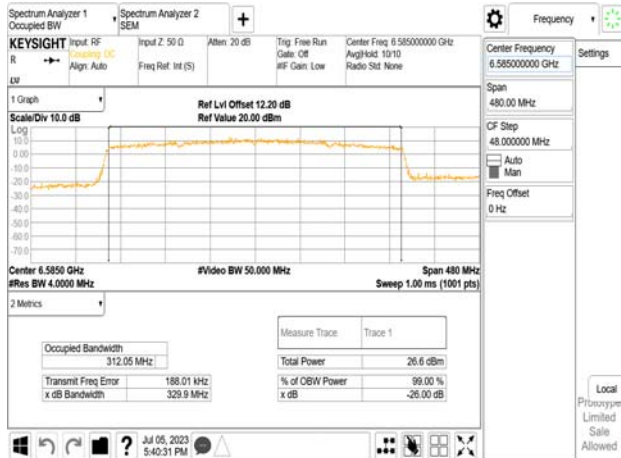 Spectrum Analyzer 1
Occupied BW
Spectrum Analyzer 2
SEM
+
Frequency
KEYSIGHT
R
LVI
Input: RF
Coupling: DC
Align: Auto
Input Z: 50 Ω
Freq Ref: Int (S)
Atten: 20 dB
Trig: Free Run
Gate: Off
#IF Gain: Low
Center Freq: 6.585000000 GHz
Avg|Hold: 10/10
Radio Std: None
1 Graph
Scale/Div 10.0 dB
Ref Lvl Offset 12.20 dB
Ref Value 20.00 dBm
Log
10.0
0.00
-10.0
-20.0
-30.0
-40.0
-50.0
-60.0
-70.0
Center 6.5850 GHz
#Res BW 4.0000 MHz
#Video BW 50.000 MHz
Span 480 MHz
Sweep 1.00 ms (1001 pts)
2 Metrics
Measure Trace
Trace 1
Occupied Bandwidth
312.05 MHz
Total Power
26.6 dBm
Transmit Freq Error
188.01 kHz
% of OBW Power
99.00 %
x dB Bandwidth
329.9 MHz
x dB
-26.00 dB
?
Jul 05, 2023
5:40:31 PM
Center Frequency
6.585000000 GHz
Settings
Span
480.00 MHz
CF Step
48.000000 MHz
Auto
Man
Freq Offset
0 Hz
Local
Prototype
Limited
Sale
Allowed